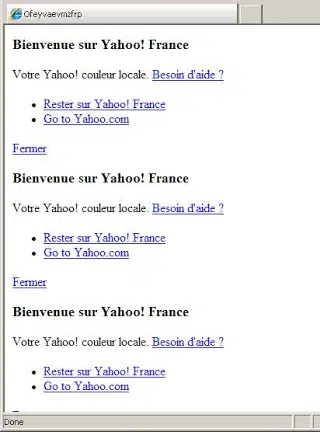 Ofeyvaevmzfrp
Bienvenue sur Yahoo! France
Votre Yahoo! couleur locale. Besoin d'aide ?
Rester sur Yahoo! France
Go to Yahoo.com
Fermer
Bienvenue sur Yahoo! France
Votre Yahoo! couleur locale. Besoin d'aide ?
Rester sur Yahoo! France
Go to Yahoo.com
Fermer
Bienvenue sur Yahoo! France
Votre Yahoo! couleur locale. Besoin d'aide ?
Rester sur Yahoo! France
Go to Yahoo.com
Done